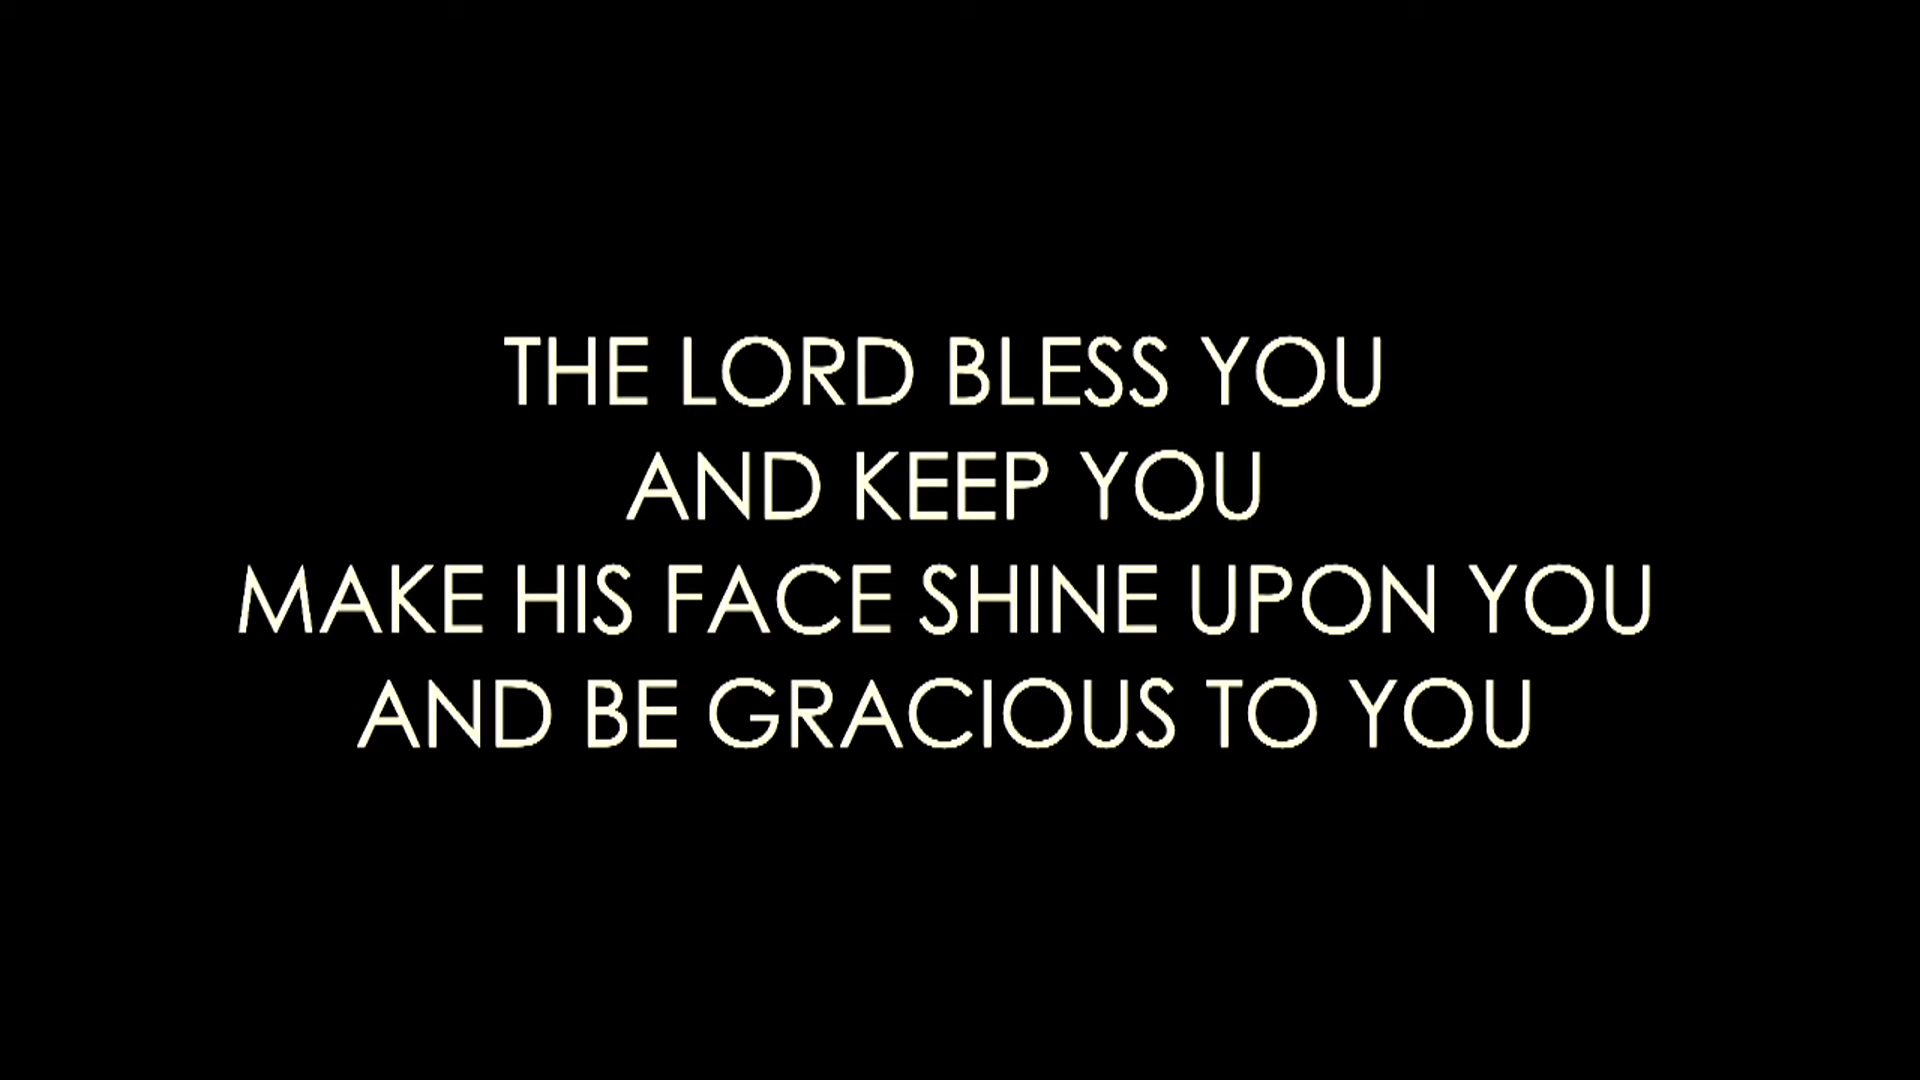 THE LORD BLESS YOU
AND KEEP YOU
MAKE HIS FACE SHINE UPON YOU
AND BE GRACIOUS TO YOU